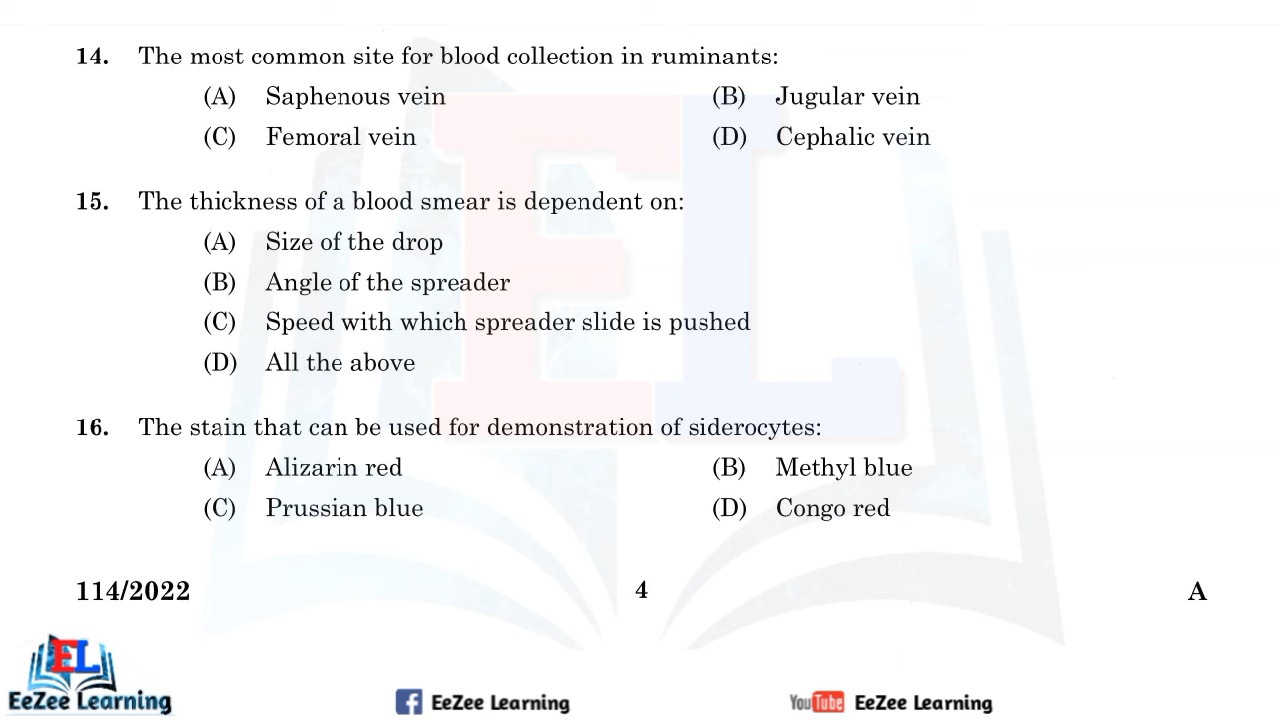 14. The most common site for blood collection in ruminants:
(A) Saphenous vein (B) Jugular vein
(C) Femoral vein (D) Cephalic vein
15. The thickness of a blood smear is dependent on:
(A) Size of the drop
(B) Angle of the spreader
(C) Speed with which spreader slide is pushed
(D) All the above
16. The stain that can be used for demonstration of siderocytes:
(A) Alizarin red (B) Methyl blue
(C) Prussian blue (D) Congo red
114/2022 4 A
EL
EL
EeZee Learning
f EeZee Learning
YouTube EeZee Learning